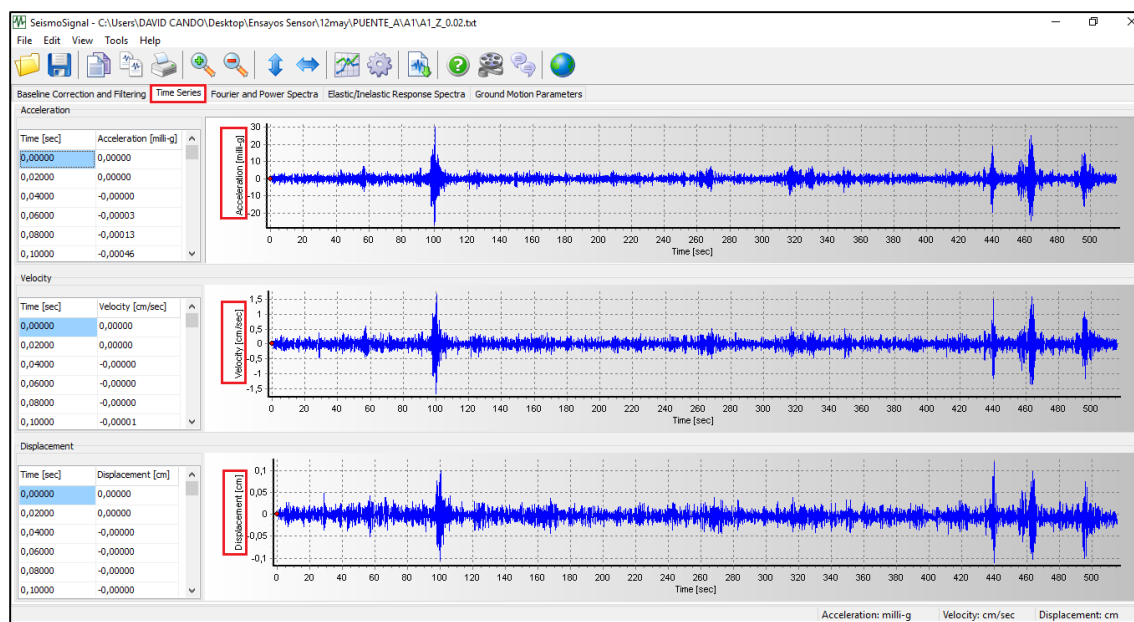 SeismoSignal - C:\Users\DAVID CANDO\Desktop\Ensayos Sensor\12may\PUENTE_A\A1\A1_Z_0.02.txt
File Edit View Tools Help
Baseline Correction and Filtering Time Series Fourier and Power Spectra Elastic/Inelastic Response Spectra Ground Motion Parameters
Acceleration
Time [sec] Acceleration [milli-g]
0,00000 0,00000
0,02000 0,00000
0,04000 -0,00000
0,06000 -0,00003
0,08000 -0,00013
0,10000 -0,00046
Acceleration [milli-g]
30
20
10
0
-10
-20
0 20 40 60 80 100 120 140 160 180 200 220 240 260 280 300 320 340 360 380 400 420 440 460 480 500
Time [sec]
Velocity
Time [sec] Velocity [cm/sec]
0,00000 0,00000
0,02000 0,00000
0,04000 -0,00000
0,06000 -0,00000
0,08000 -0,00000
0,10000 -0,00001
Velocity [cm/sec]
1,5
1
0,5
0
-0,5
-1
-1,5
0 20 40 60 80 100 120 140 160 180 200 220 240 260 280 300 320 340 360 380 400 420 440 460 480 500
Time [sec]
Displacement
Time [sec] Displacement [cm]
0,00000 0,00000
0,02000 0,00000
0,04000 -0,00000
0,06000 -0,00000
0,08000 -0,00000
0,10000 -0,00000
Displacement [cm]
0,1
0,05
0
-0,05
-0,1
0 20 40 60 80 100 120 140 160 180 200 220 240 260 280 300 320 340 360 380 400 420 440 460 480 500
Time [sec]
Acceleration: milli-g Velocity: cm/sec Displacement: cm